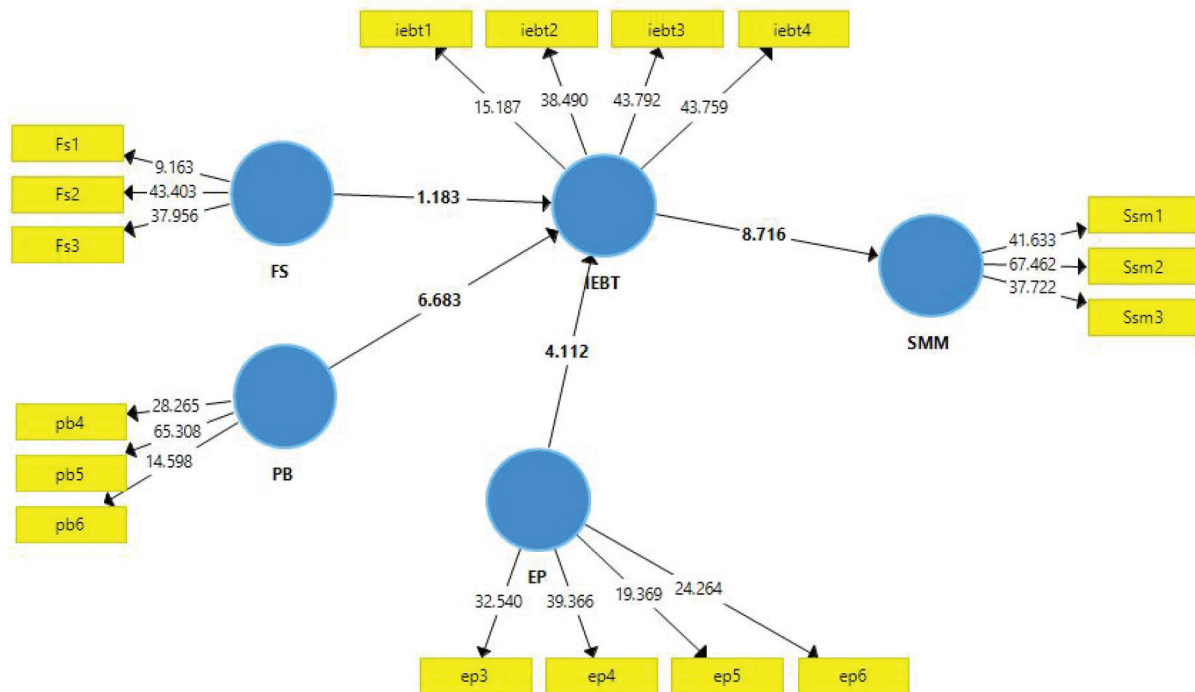 iebt1 iebt2 iebt3 iebt4
15.187 38.490 43.792 43.759
Fs1
Fs2
Fs3
9.163
43.403
37.956
FS
1.183
IEBT
8.716
Ssm1
Ssm2
Ssm3
41.633
67.462
37.722
SMM
6.683
4.112
pb4
pb5
pb6
28.265
65.308
14.598
PB
EP
32.540 39.366 19.369 24.264
ep3 ep4 ep5 ep6